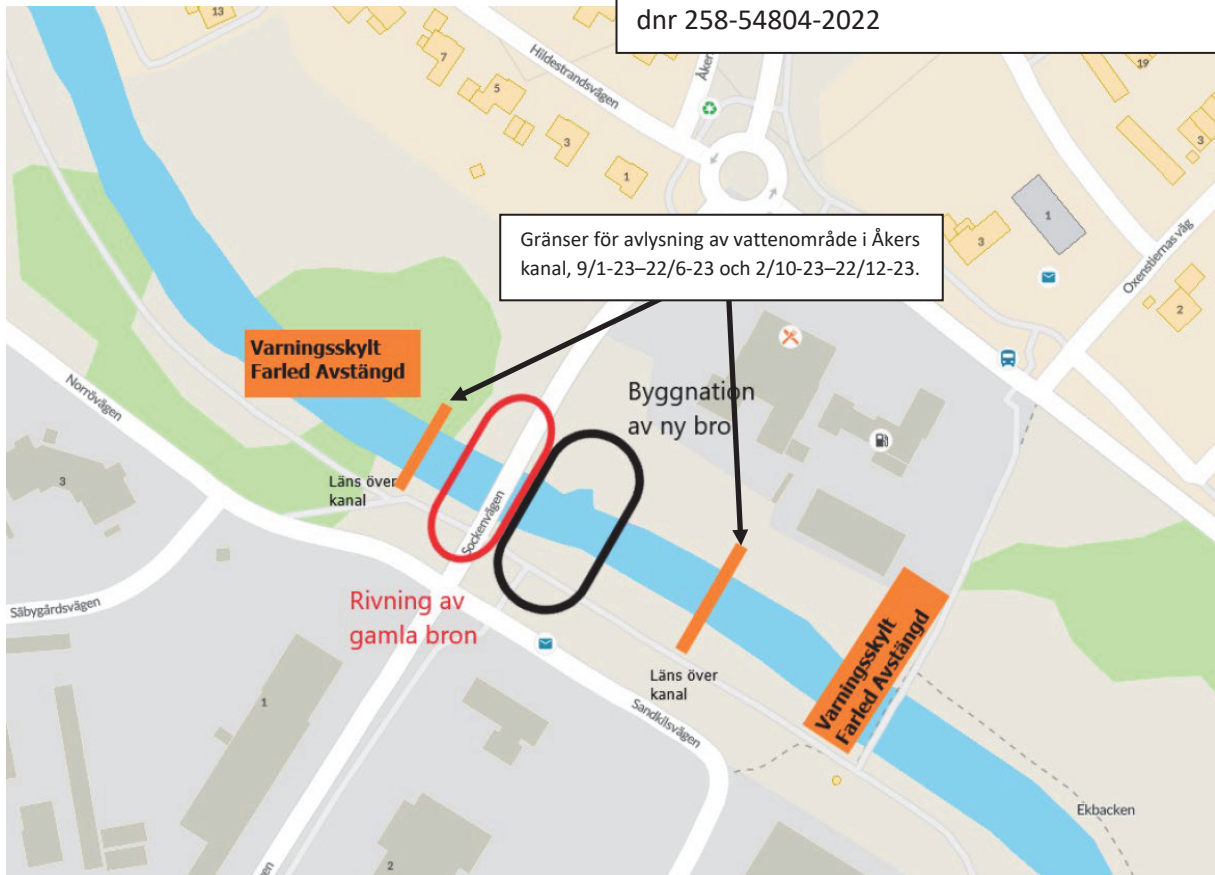 dnr 258-54804-2022
13
7
5
3
1
Hildestrandsvägen
Åker
19
3
1
3
2
Oxenstiernas väg
Gränser för avlysning av vattenområde i Åkers
kanal, 9/1-23–22/6-23 och 2/10-23–22/12-23.
Varningsskylt
Farled Avstängd
Norrövägen
Byggnation
av ny bro
Läns över
kanal
3
Sockenvägen
Säbygårdsvägen
Rivning av
gamla bron
Läns över
kanal
Varningsskylt
Farled Avstängd
Sandkilsvägen
1
2
Ekbacken